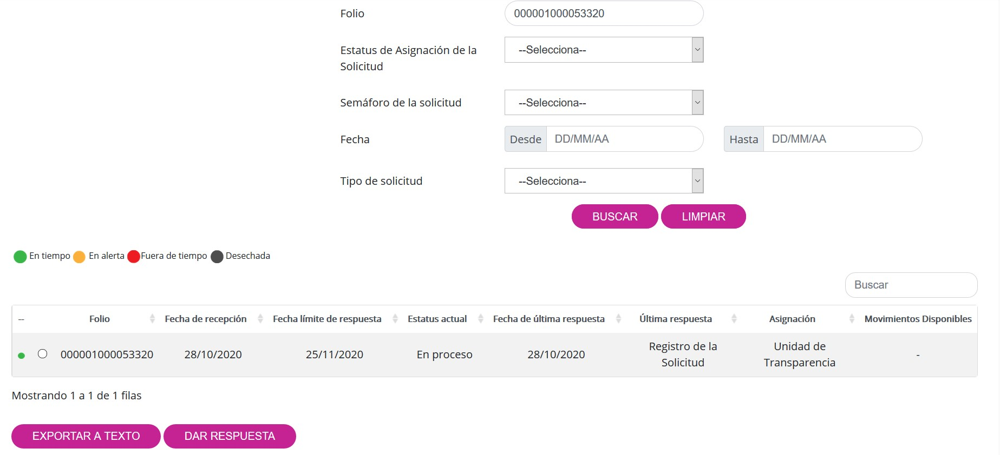 Folio
000001000053320
Estatus de Asignación de la
Solicitud
--Selecciona--
Semáforo de la solicitud
--Selecciona--
Fecha
Desde DD/MM/AA
Hasta DD/MM/AA
Tipo de solicitud
--Selecciona--
BUSCAR LIMPIAR
En tiempo En alerta Fuera de tiempo Desechada
Buscar
-- Folio Fecha de recepción Fecha límite de respuesta Estatus actual Fecha de última respuesta Última respuesta Asignación Movimientos Disponibles
000001000053320 28/10/2020 25/11/2020 En proceso 28/10/2020 Registro de la Solicitud Unidad de Transparencia -
Mostrando 1 a 1 de 1 filas
EXPORTAR A TEXTO DAR RESPUESTA